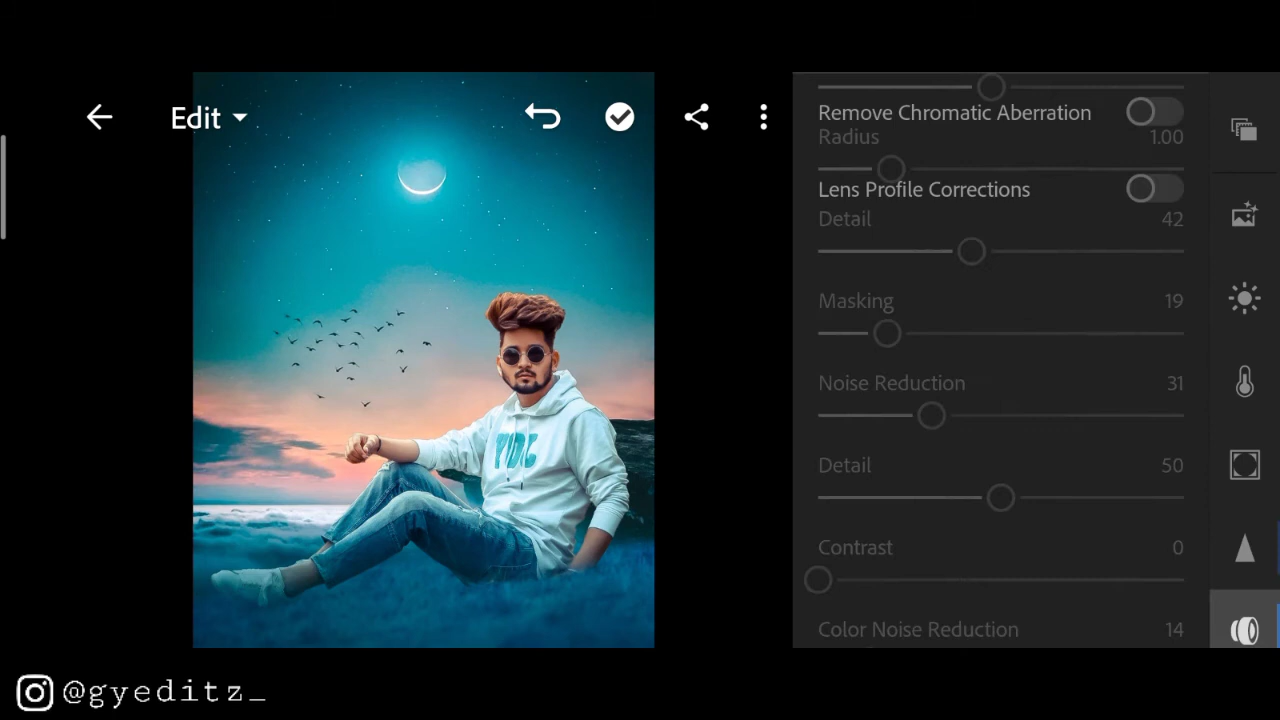 Edit
Remove Chromatic Aberration
Radius 1.00
Lens Profile Corrections
Detail 42
Masking 19
Noise Reduction 31
Detail 50
Contrast 0
Color Noise Reduction 14
@gyeditz_